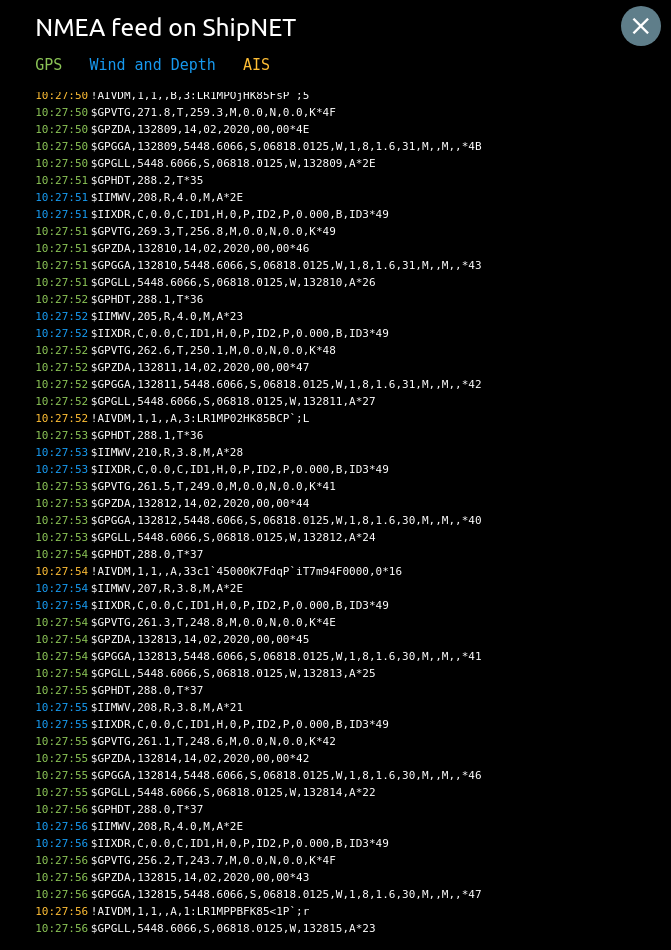 NMEA feed on ShipNET
GPS Wind and Depth AIS
10:27:50 !AIVDM,1,1,,B,3:LR1MPOjHK85FsP`;5
10:27:50 $GPVTG,271.8,T,259.3,M,0.0,N,0.0,K*4F
10:27:50 $GPZDA,132809,14,02,2020,00,00*4E
10:27:50 $GPGGA,132809,5448.6066,S,06818.0125,W,1,8,1.6,31,M,,M,,*4B
10:27:50 $GPGLL,5448.6066,S,06818.0125,W,132809,A*2E
10:27:51 $GPHDT,288.2,T*35
10:27:51 $IIMWV,208,R,4.0,M,A*2E
10:27:51 $IIXDR,C,0.0,C,ID1,H,0,P,ID2,P,0.000,B,ID3*49
10:27:51 $GPVTG,269.3,T,256.8,M,0.0,N,0.0,K*49
10:27:51 $GPZDA,132810,14,02,2020,00,00*46
10:27:51 $GPGGA,132810,5448.6066,S,06818.0125,W,1,8,1.6,31,M,,M,,*43
10:27:51 $GPGLL,5448.6066,S,06818.0125,W,132810,A*26
10:27:52 $GPHDT,288.1,T*36
10:27:52 $IIMWV,205,R,4.0,M,A*23
10:27:52 $IIXDR,C,0.0,C,ID1,H,0,P,ID2,P,0.000,B,ID3*49
10:27:52 $GPVTG,262.6,T,250.1,M,0.0,N,0.0,K*48
10:27:52 $GPZDA,132811,14,02,2020,00,00*47
10:27:52 $GPGGA,132811,5448.6066,S,06818.0125,W,1,8,1.6,31,M,,M,,*42
10:27:52 $GPGLL,5448.6066,S,06818.0125,W,132811,A*27
10:27:52 !AIVDM,1,1,,A,3:LR1MP02HK85BCP`;L
10:27:53 $GPHDT,288.1,T*36
10:27:53 $IIMWV,210,R,3.8,M,A*28
10:27:53 $IIXDR,C,0.0,C,ID1,H,0,P,ID2,P,0.000,B,ID3*49
10:27:53 $GPVTG,261.5,T,249.0,M,0.0,N,0.0,K*41
10:27:53 $GPZDA,132812,14,02,2020,00,00*44
10:27:53 $GPGGA,132812,5448.6066,S,06818.0125,W,1,8,1.6,30,M,,M,,*40
10:27:53 $GPGLL,5448.6066,S,06818.0125,W,132812,A*24
10:27:54 $GPHDT,288.0,T*37
10:27:54 !AIVDM,1,1,,A,33c1`45000K7FdqP`iT7m94F0000,0*16
10:27:54 $IIMWV,207,R,3.8,M,A*2E
10:27:54 $IIXDR,C,0.0,C,ID1,H,0,P,ID2,P,0.000,B,ID3*49
10:27:54 $GPVTG,261.3,T,248.8,M,0.0,N,0.0,K*4E
10:27:54 $GPZDA,132813,14,02,2020,00,00*45
10:27:54 $GPGGA,132813,5448.6066,S,06818.0125,W,1,8,1.6,30,M,,M,,*41
10:27:54 $GPGLL,5448.6066,S,06818.0125,W,132813,A*25
10:27:55 $GPHDT,288.0,T*37
10:27:55 $IIMWV,208,R,3.8,M,A*21
10:27:55 $IIXDR,C,0.0,C,ID1,H,0,P,ID2,P,0.000,B,ID3*49
10:27:55 $GPVTG,261.1,T,248.6,M,0.0,N,0.0,K*42
10:27:55 $GPZDA,132814,14,02,2020,00,00*42
10:27:55 $GPGGA,132814,5448.6066,S,06818.0125,W,1,8,1.6,30,M,,M,,*46
10:27:55 $GPGLL,5448.6066,S,06818.0125,W,132814,A*22
10:27:56 $GPHDT,288.0,T*37
10:27:56 $IIMWV,208,R,4.0,M,A*2E
10:27:56 $IIXDR,C,0.0,C,ID1,H,0,P,ID2,P,0.000,B,ID3*49
10:27:56 $GPVTG,256.2,T,243.7,M,0.0,N,0.0,K*4F
10:27:56 $GPZDA,132815,14,02,2020,00,00*43
10:27:56 $GPGGA,132815,5448.6066,S,06818.0125,W,1,8,1.6,30,M,,M,,*47
10:27:56 !AIVDM,1,1,,A,1:LR1MPPBFK85<1P`;r
10:27:56 $GPGLL,5448.6066,S,06818.0125,W,132815,A*23